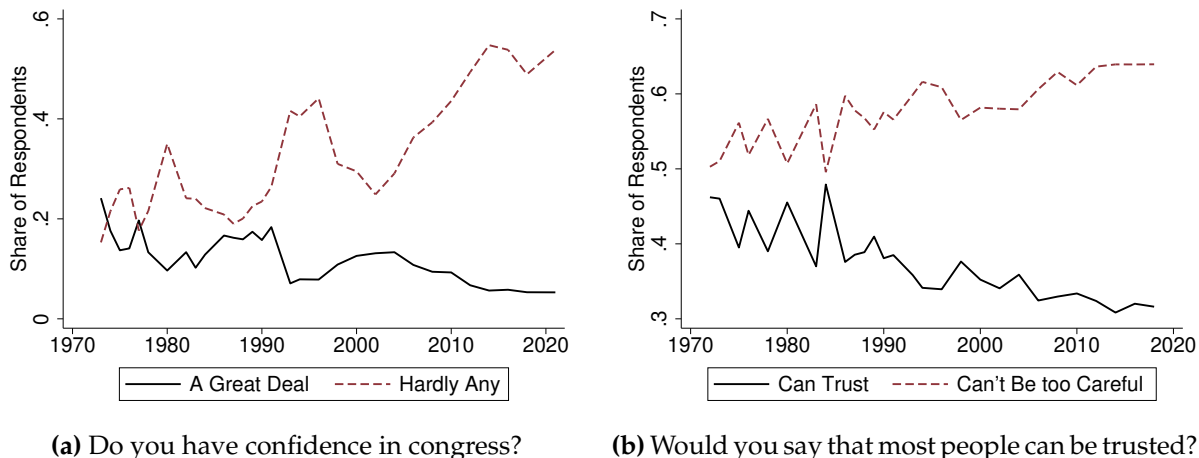 Share of Respondents
0 .2 .4 .6
1970 1980 1990 2000 2010 2020
A Great Deal Hardly Any
(a) Do you have confidence in congress?
Share of Respondents
.3 .4 .5 .6 .7
1970 1980 1990 2000 2010 2020
Can Trust Can't Be too Careful
(b) Would you say that most people can be trusted?